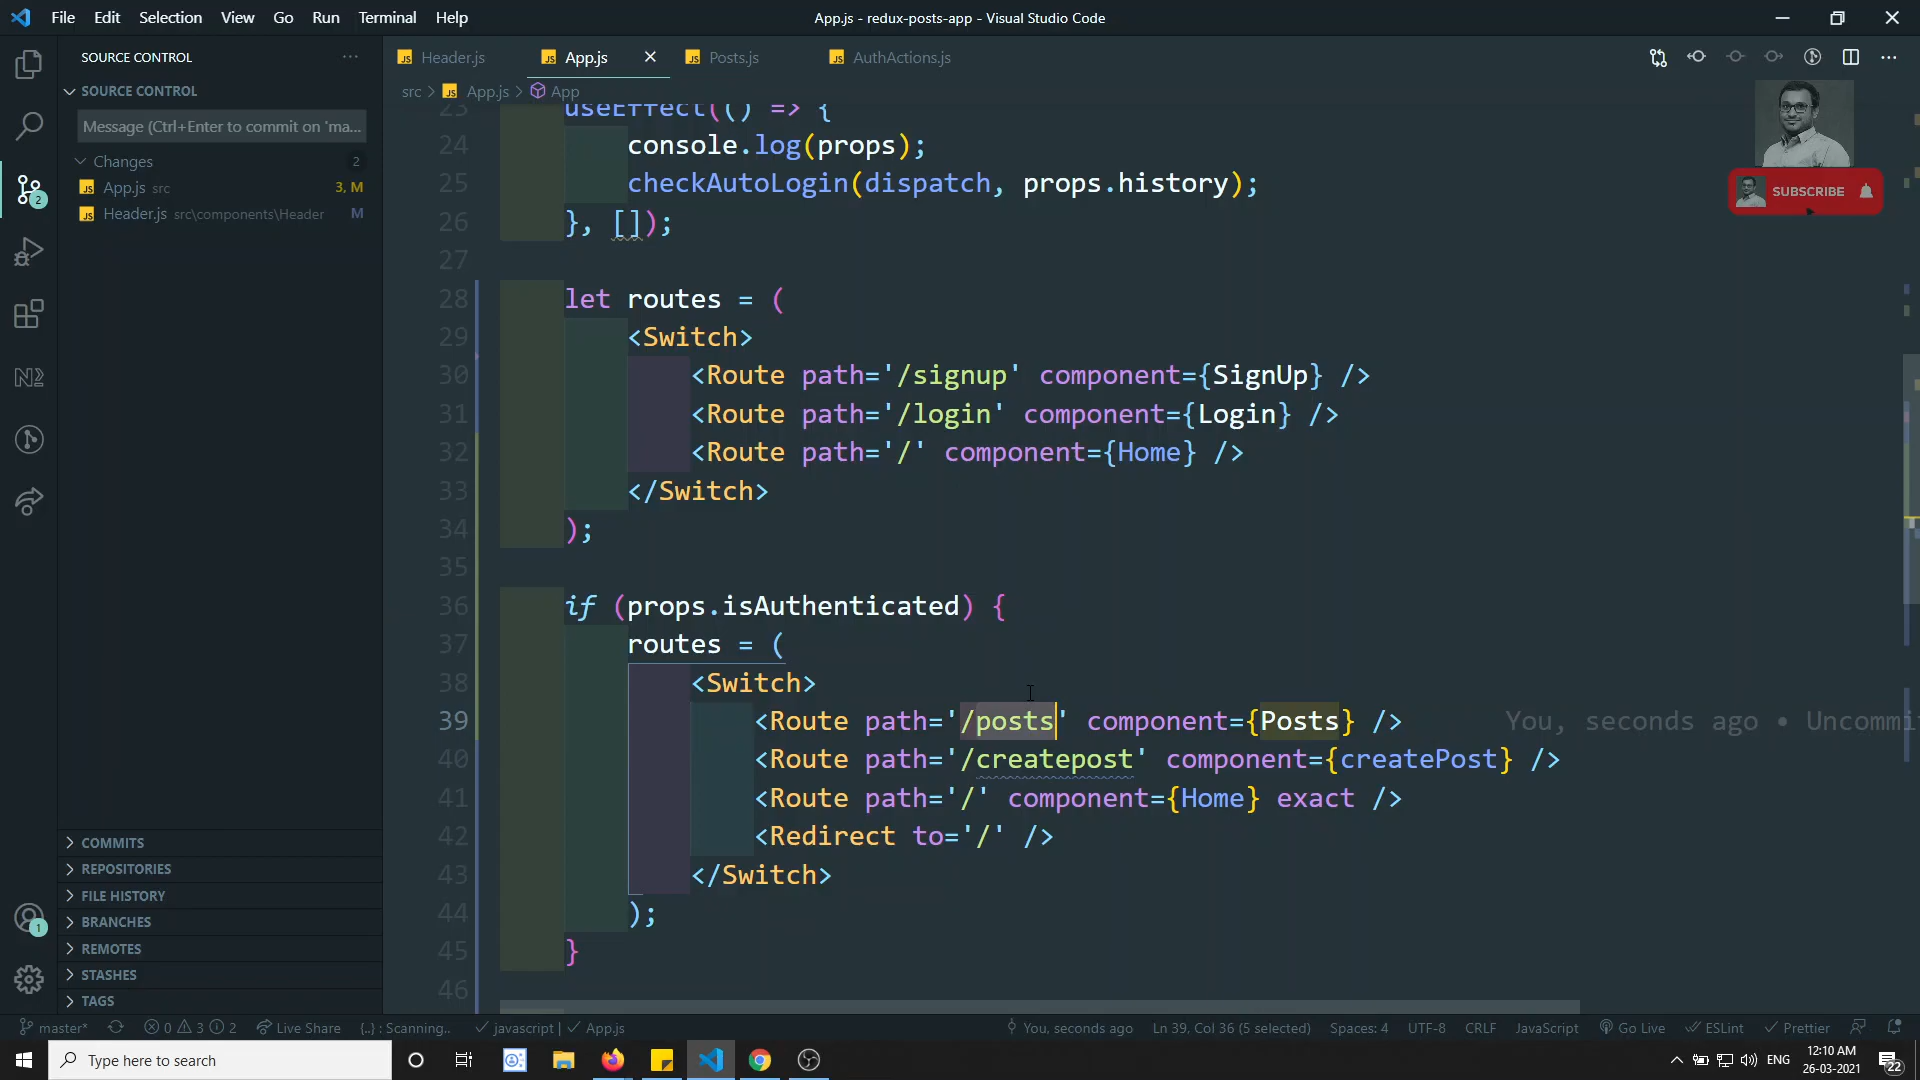 File Edit Selection View Go Run Terminal Help
App.js - redux-posts-app - Visual Studio Code
SOURCE CONTROL
Header.js
App.js
Posts.js
AuthActions.js
SOURCE CONTROL
src > App.js > App
Message (Ctrl+Enter to commit on 'ma...
Changes 2
App.js src 3, M
Header.js src\components\Header M
23 useEffect(() => {
24 console.log(props);
25 checkAutoLogin(dispatch, props.history);
26 }, []);
27
28 let routes = (
29 <Switch>
30 <Route path='/signup' component={SignUp} />
31 <Route path='/login' component={Login} />
32 <Route path='/' component={Home} />
33 </Switch>
34 );
35
36 if (props.isAuthenticated) {
37 routes = (
38 <Switch>
39 <Route path='/posts' component={Posts} /> You, seconds ago • Uncommi
40 <Route path='/createpost' component={createPost} />
41 <Route path='/' component={Home} exact />
42 <Redirect to='/' />
43 </Switch>
44 );
45 }
46
SUBSCRIBE
2
1
COMMITS
REPOSITORIES
FILE HISTORY
BRANCHES
REMOTES
STASHES
TAGS
master* 0 3 2 Live Share {..} : Scanning.. javascript | App.js You, seconds ago Ln 39, Col 36 (5 selected) Spaces: 4 UTF-8 CRLF JavaScript Go Live ESLint Prettier
Type here to search
ENG
12:10 AM
26-03-2021
22